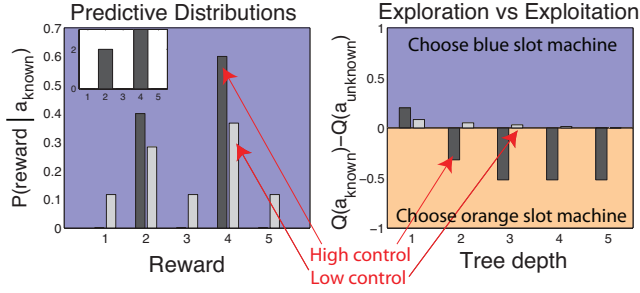 Predictive Distributions
0.7
0.6
0.5
0.4
0.3
0.2
0.1
0
P(reward | a_known)
2
0
1 2 3 4 5
1 2 3 4 5
Reward
Exploration vs Exploitation
1
0.5
0
−0.5
−1
Q(a_known)−Q(a_unknown)
Choose blue slot machine
Choose orange slot machine
1 2 3 4 5
Tree depth
High control
Low control